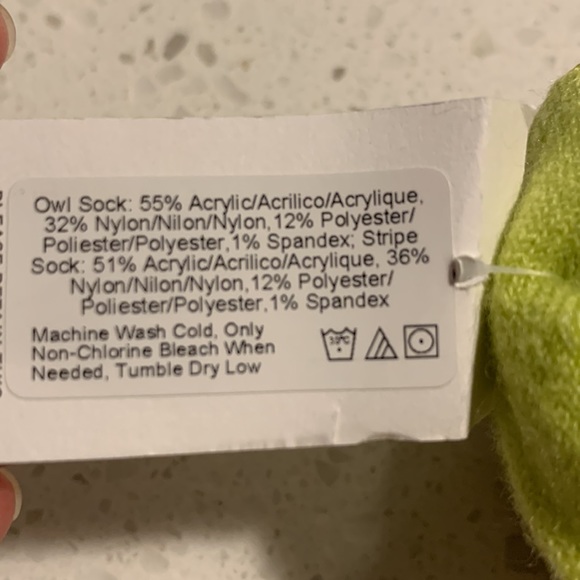 Owl Sock: 55% Acrylic/Acrilico/Acrylique,
32% Nylon/Nilon/Nylon,12% Polyester/
Poliester/Polyester,1% Spandex; Stripe
Sock: 51% Acrylic/Acrilico/Acrylique, 36%
Nylon/Nilon/Nylon,12% Polyester/
Poliester/Polyester,1% Spandex
Machine Wash Cold, Only
Non-Chlorine Bleach When
Needed, Tumble Dry Low
30°C